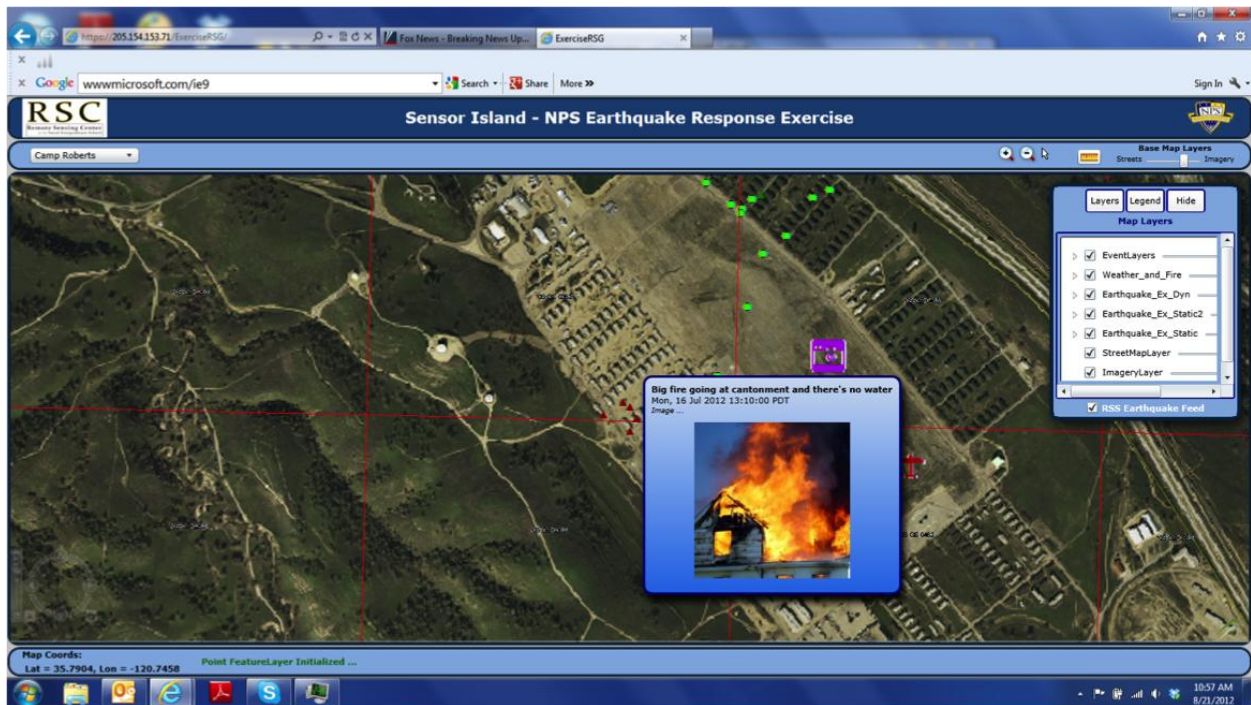 https://205.154.153.71/ExerciseRSG/
Fox News - Breaking News Up...
ExerciseRSG
Google
wwwmicrosoft.com/ie9
Search
Share
More »
Sign In
RSC
Remote Sensing Center
Sensor Island - NPS Earthquake Response Exercise
NPS
Camp Roberts
Base Map Layers
Streets
Imagery
Layers
Legend
Hide
Map Layers
EventLayers
Weather_and_Fire
Earthquake_Ex_Dyn
Earthquake_Ex_Static2
Earthquake_Ex_Static
StreetMapLayer
ImageryLayer
RSS Earthquake Feed
Big fire going at cantonment and there's no water
Mon, 16 Jul 2012 13:10:00 PDT
Image ...
Map Coords:
Lat = 35.7904, Lon = -120.7458
Point FeatureLayer Initialized ...
10:57 AM
8/21/2012